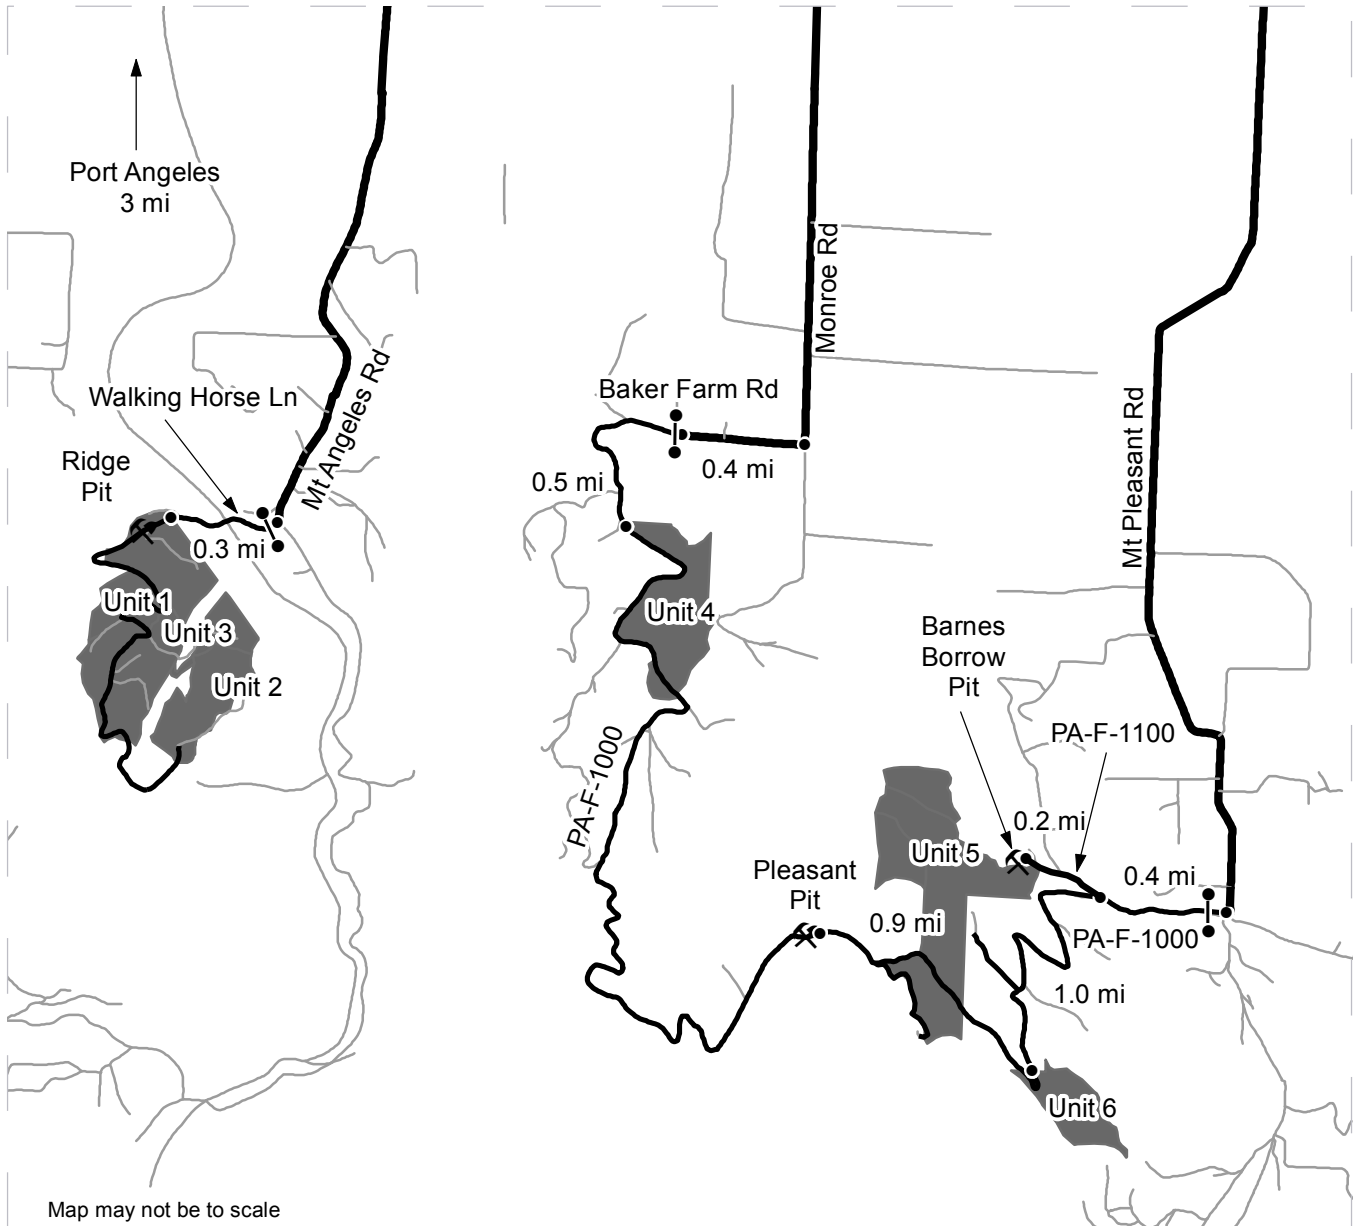 Port Angeles
3 mi
Monroe Rd
Mt Angeles Rd
Baker Farm Rd
Walking Horse Ln
Mt Pleasant Rd
Ridge
Pit
0.4 mi
0.5 mi
0.3 mi
Unit 1
Unit 4
Unit 3
Barnes
Borrow
Pit
Unit 2
PA-F-1100
PA-F-1000
0.2 mi
Unit 5
Pleasant
Pit
0.4 mi
0.9 mi
PA-F-1000
1.0 mi
Unit 6
Map may not be to scale